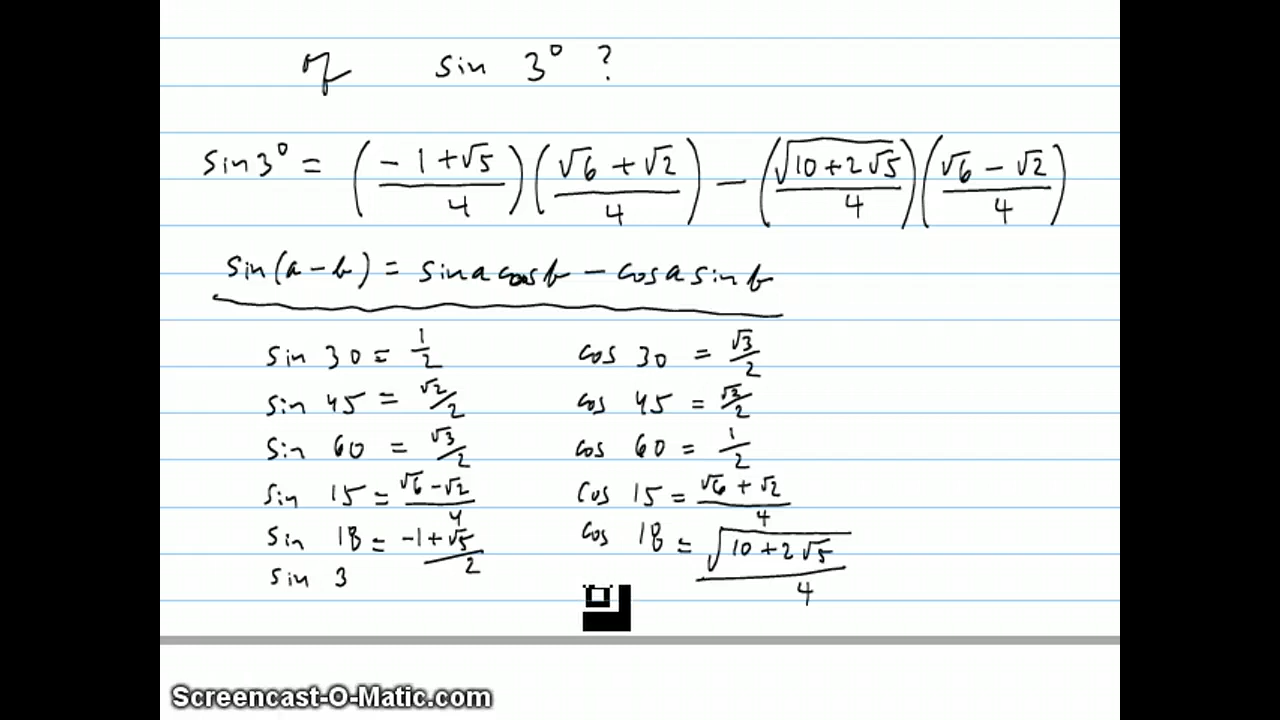 of sin 3° ?
sin 3° = (-1+√5/4)(√6+√2/4) - (√(10+2√5)/4)(√6-√2/4)
sin(a-b) = sin a cos b - cos a sin b
sin 30 = 1/2 cos 30 = √3/2
sin 45 = √2/2 cos 45 = √2/2
sin 60 = √3/2 cos 60 = 1/2
sin 15 = √6-√2/4 cos 15 = √6+√2/4
sin 18 = -1+√5/2 cos 18 = √(10+2√5)/4
sin 3
Screencast-O-Matic.com